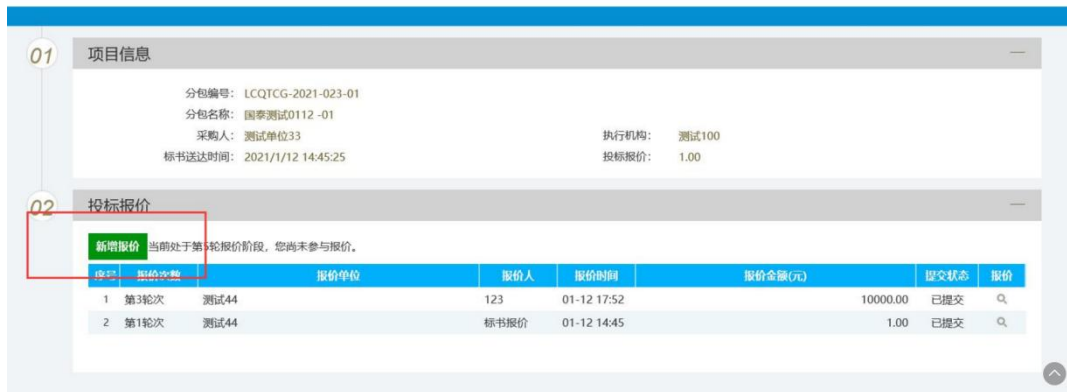 01 项目信息
分包编号： LCQTCG-2021-023-01
分包名称： 国泰测试0112 -01
采购人： 测试单位33 执行机构： 测试100
标书送达时间： 2021/1/12 14:45:25 投标报价： 1.00
02 投标报价
新增报价 当前处于第5轮报价阶段，您尚未参与报价。
序号 报价次数 报价单位 报价人 报价时间 报价金额(元) 提交状态 报价
1 第3轮次 测试44 123 01-12 17:52 10000.00 已提交
2 第1轮次 测试44 标书报价 01-12 14:45 1.00 已提交